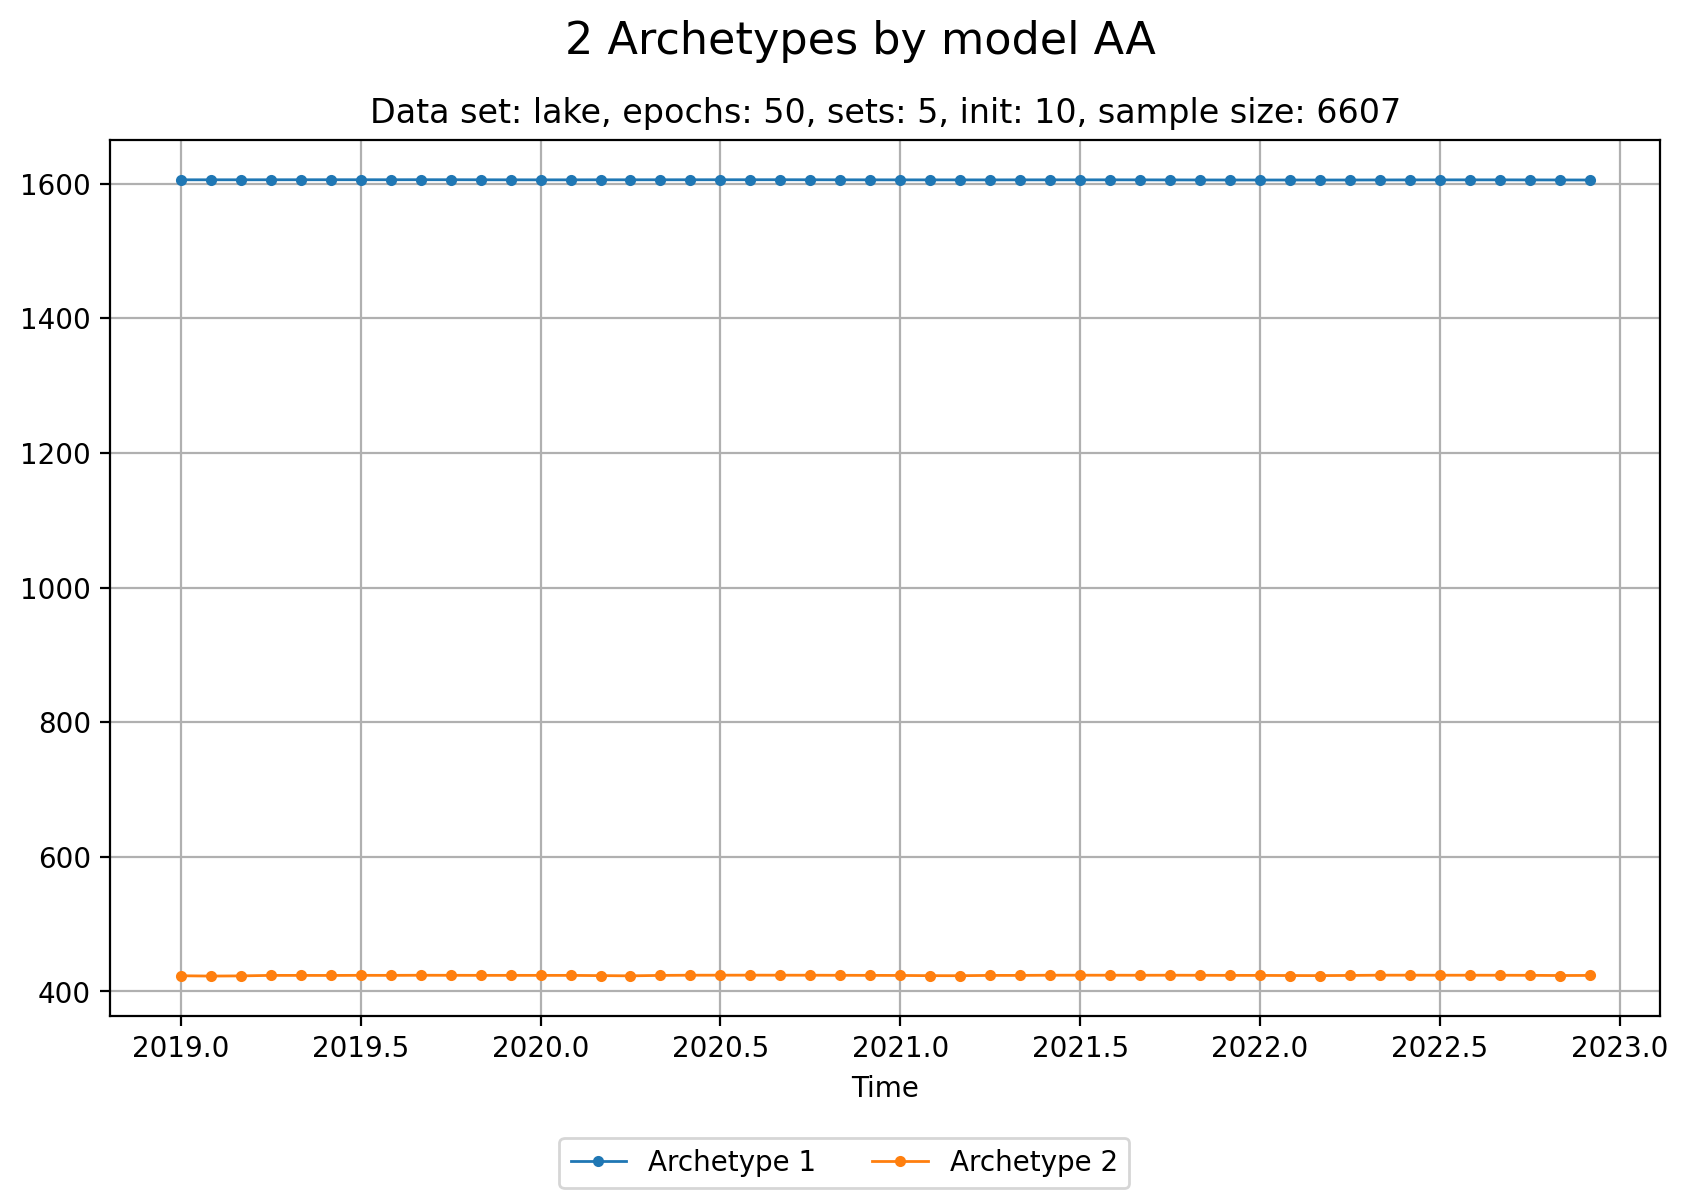 2 Archetypes by model AA
Data set: lake, epochs: 50, sets: 5, init: 10, sample size: 6607
1600
1400
1200
1000
800
600
400
2019.0 2019.5 2020.0 2020.5 2021.0 2021.5 2022.0 2022.5 2023.0
Time
Archetype 1 Archetype 2